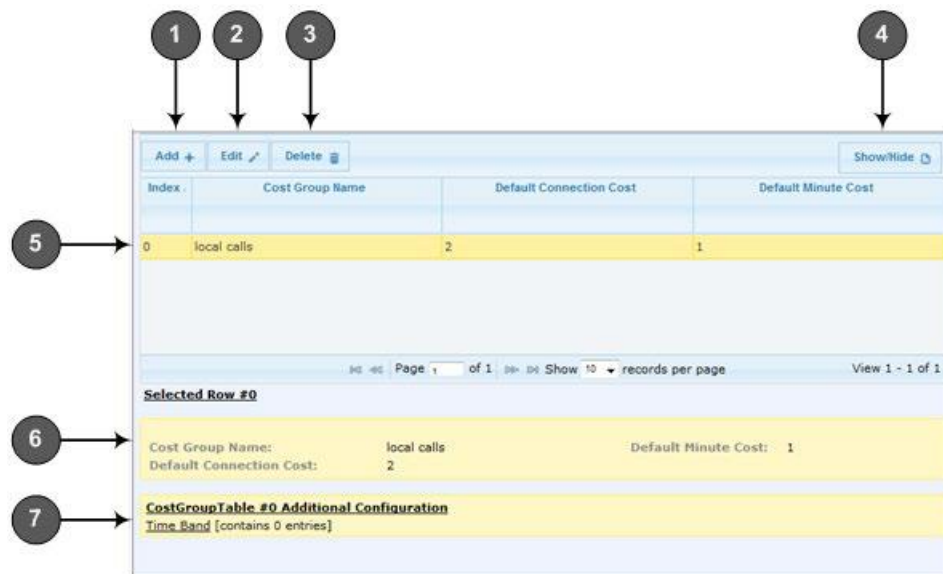 1 2 3 4
Add Edit Delete Show/Hide
Index Cost Group Name Default Connection Cost Default Minute Cost
5
0 local calls 2 1
Page 1 of 1 Show 10 records per page View 1 - 1 of 1
Selected Row #0
6
Cost Group Name: local calls Default Minute Cost: 1
Default Connection Cost: 2
7
CostGroupTable #0 Additional Configuration
Time Band [contains 0 entries]